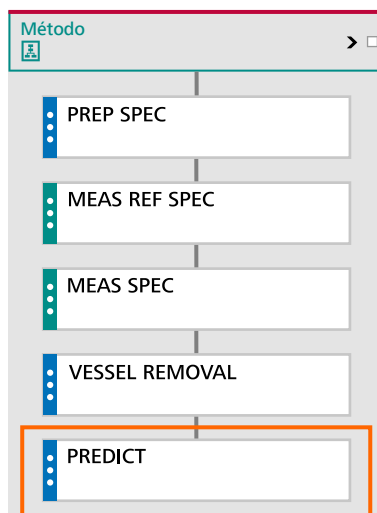 Método
PREP SPEC
MEAS REF SPEC
MEAS SPEC
VESSEL REMOVAL
PREDICT